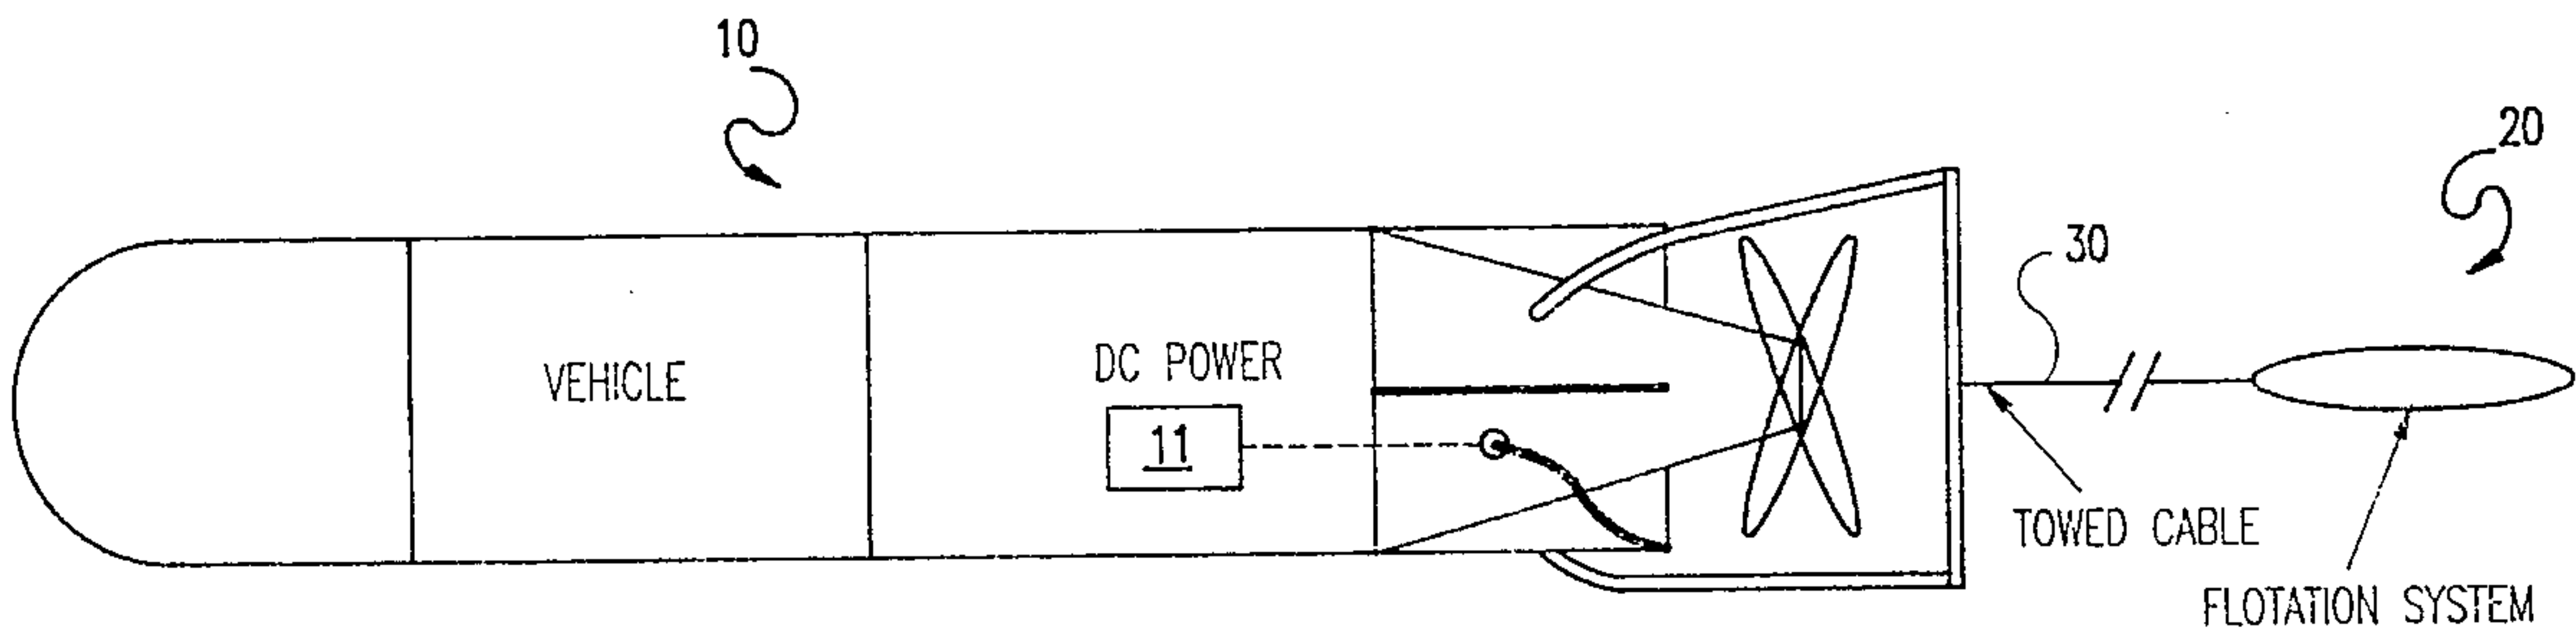 10
20
30
VEHICLE
DC POWER
11
TOWED CABLE
FLOTATION SYSTEM